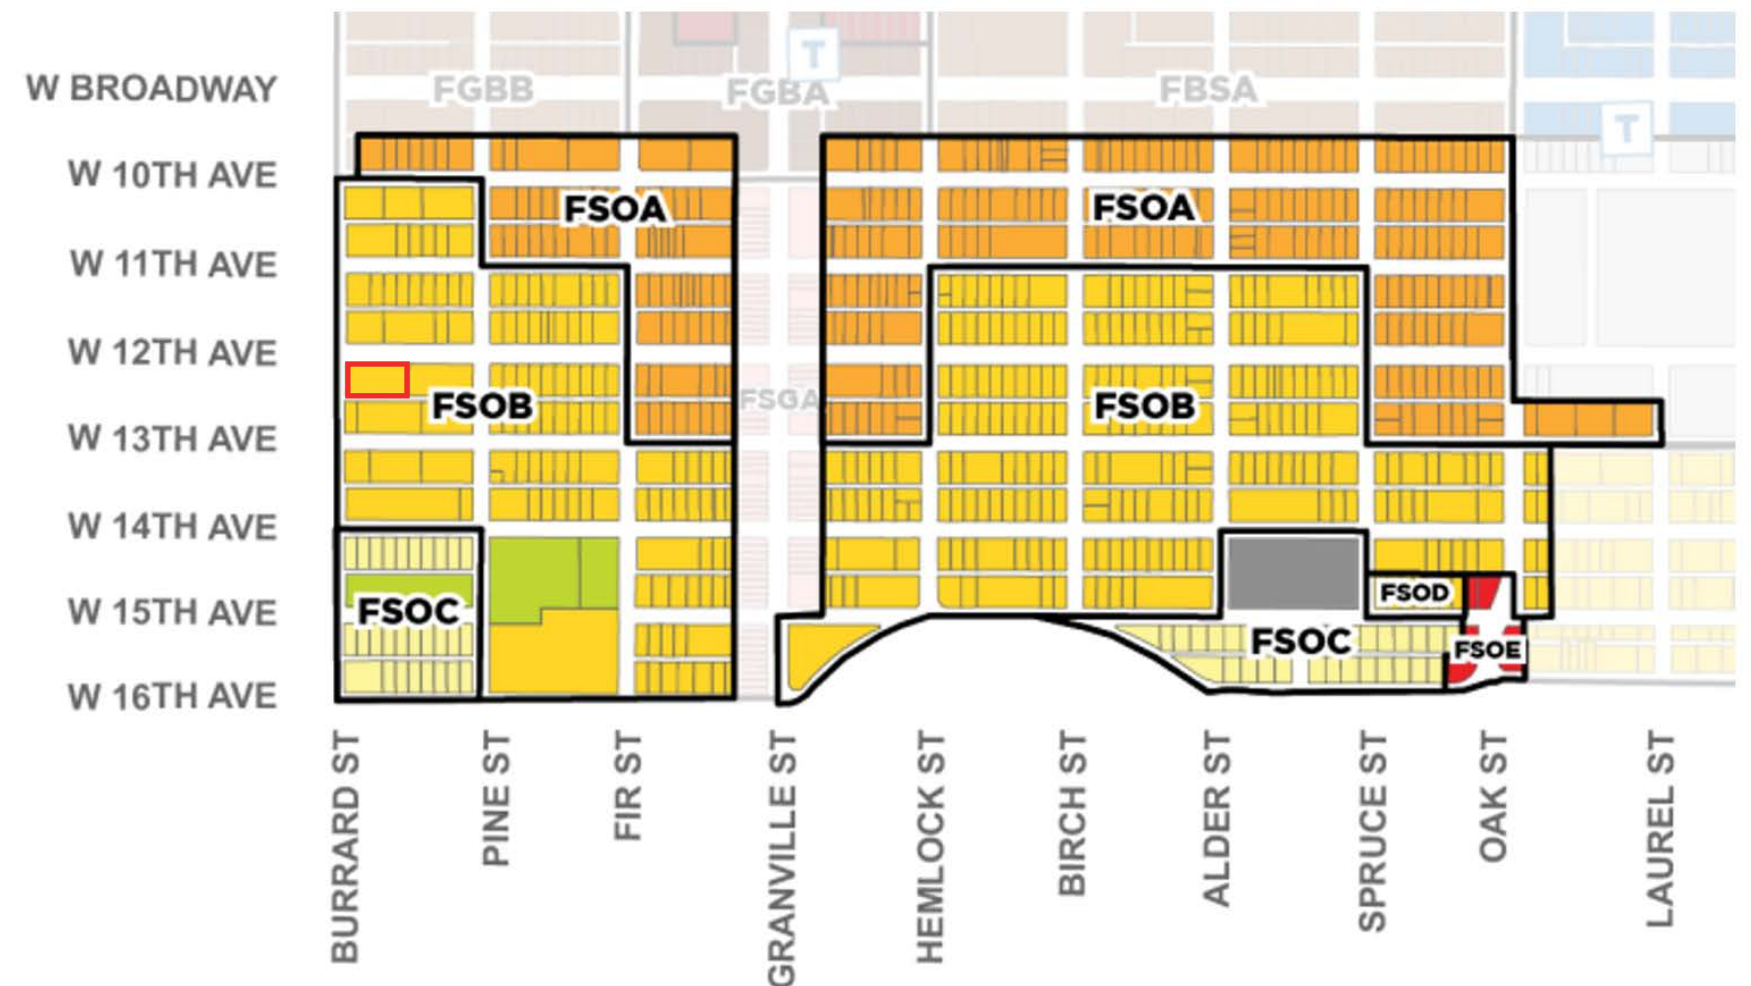 W BROADWAY
FGBB
FGBA
T
FBSA
T
W 10TH AVE
FSOA
FSOA
W 11TH AVE
W 12TH AVE
FSOB
FSGA
FSOB
W 13TH AVE
W 14TH AVE
FSOC
FSOD
W 15TH AVE
FSOC
FSOE
W 16TH AVE
BURRARD ST
PINE ST
FIR ST
GRANVILLE ST
HEMLOCK ST
BIRCH ST
ALDER ST
SPRUCE ST
OAK ST
LAUREL ST